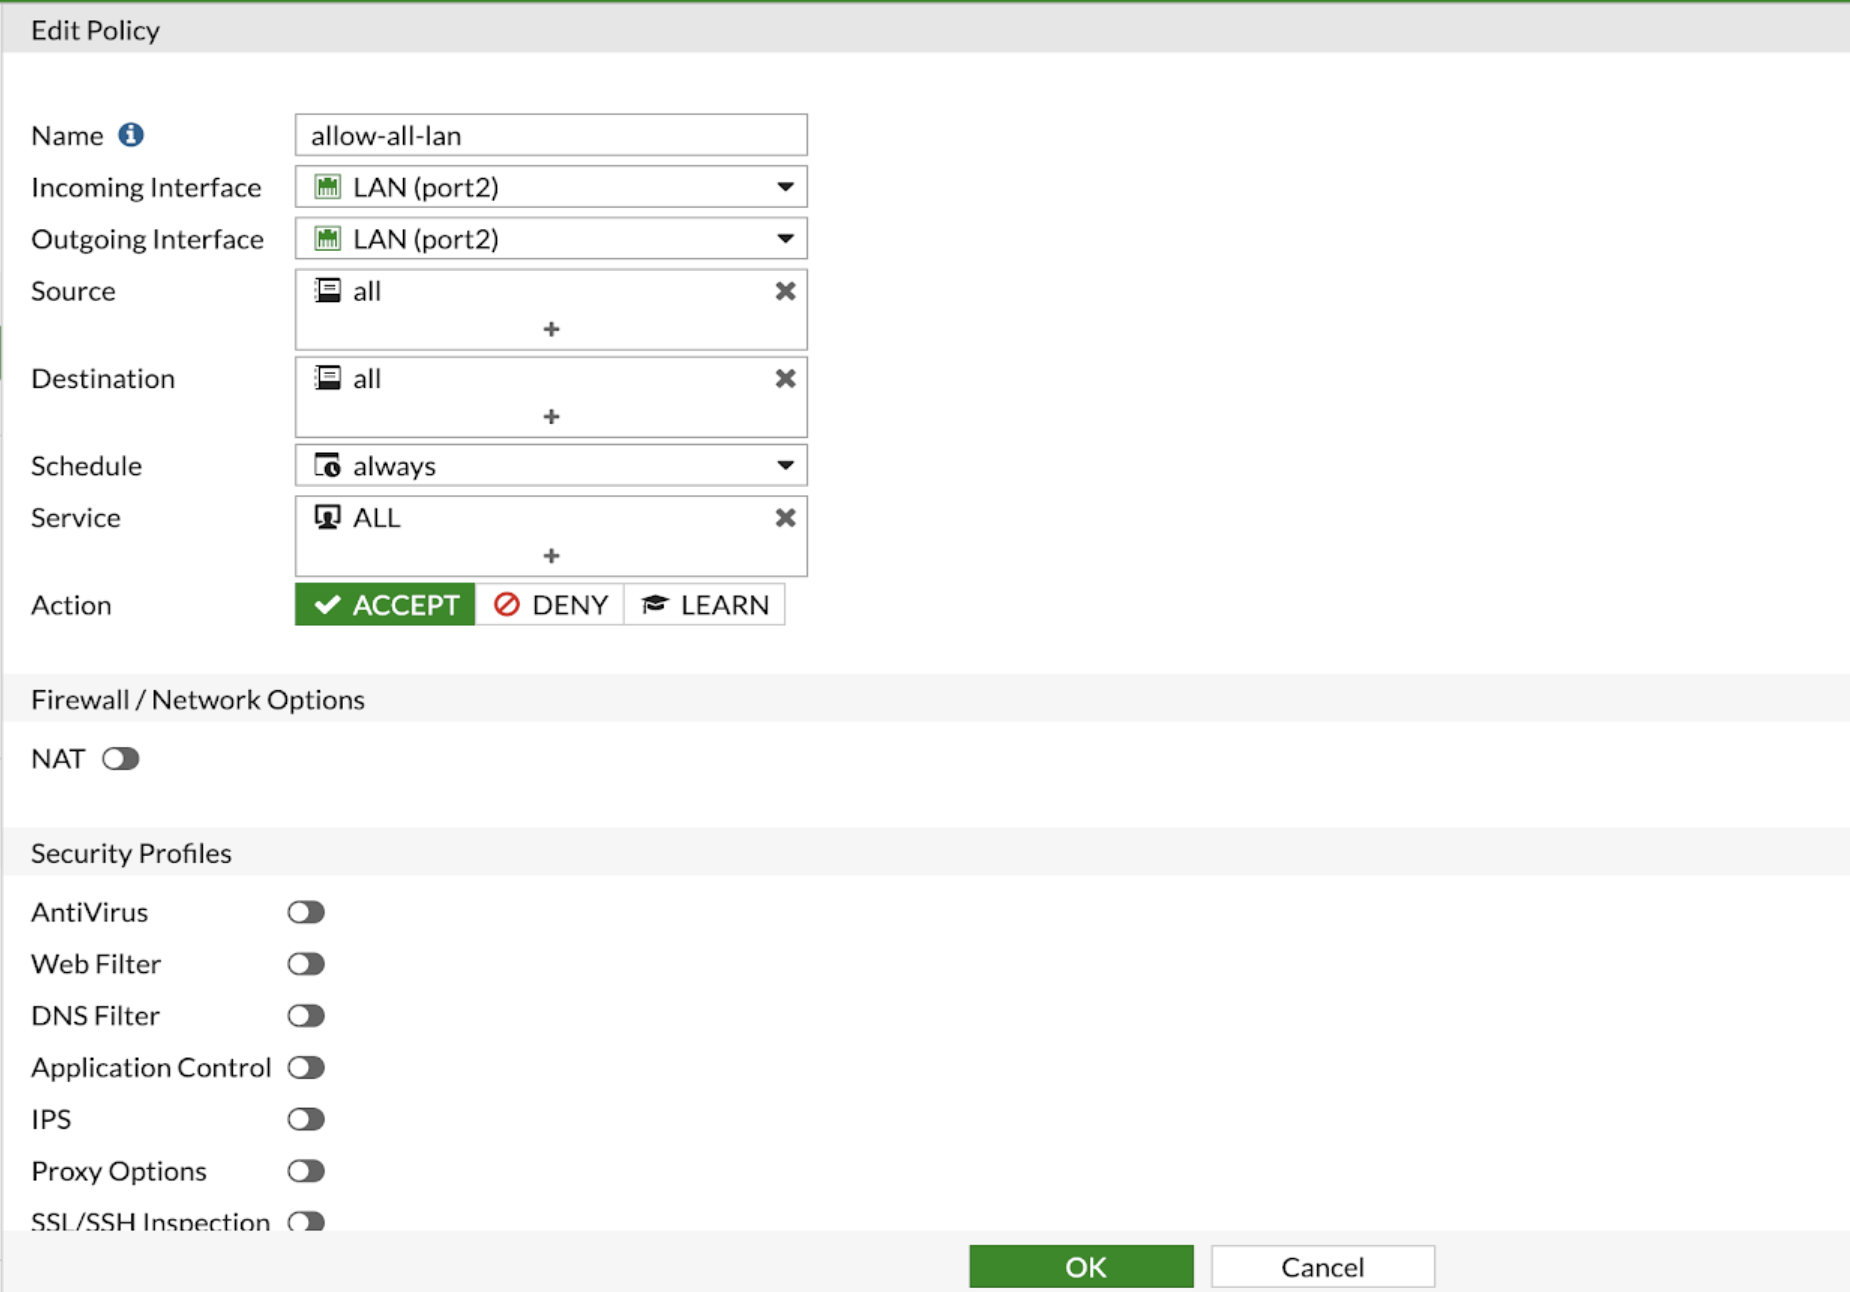 Edit Policy
Name allow-all-lan
Incoming Interface LAN (port2)
Outgoing Interface LAN (port2)
Source all
+
Destination all
+
Schedule always
Service ALL
+
Action ACCEPT DENY LEARN
Firewall / Network Options
NAT
Security Profiles
AntiVirus
Web Filter
DNS Filter
Application Control
IPS
Proxy Options
SSL/SSH Inspection
OK Cancel